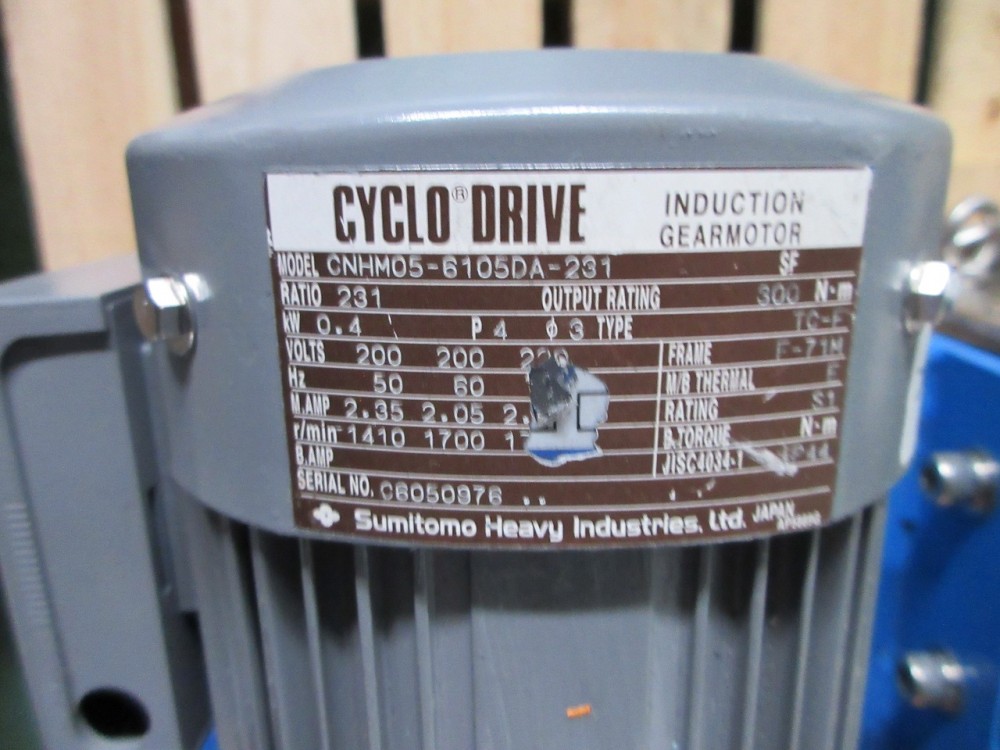 CYCLO® DRIVE INDUCTION GEARMOTOR
MODEL CNHM05-6105DA-231 SF
RATIO 231 OUTPUT RATING 300 N·m
kW 0.4 P 4 φ 3 TYPE TC-F
VOLTS 200 200 FRAME F-71M
Hz 50 60 M/B THERMAL
M.AMP 2.35 2.05 RATING S1
r/min 1410 1700 B.TORQUE N·m
B.AMP JISC4034-1 IP44
SERIAL NO. C6050976
Sumitomo Heavy Industries, Ltd. JAPAN